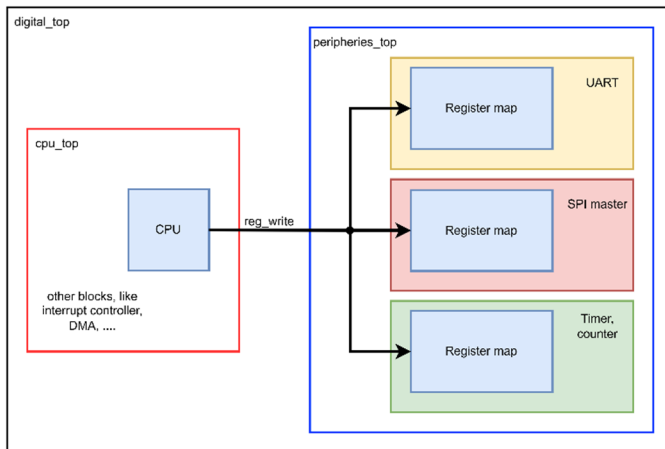 digital_top
peripheries_top
UART
Register map
cpu_top
CPU
reg_write
SPI master
Register map
other blocks, like
interrupt controller,
DMA, ....
Timer,
counter
Register map